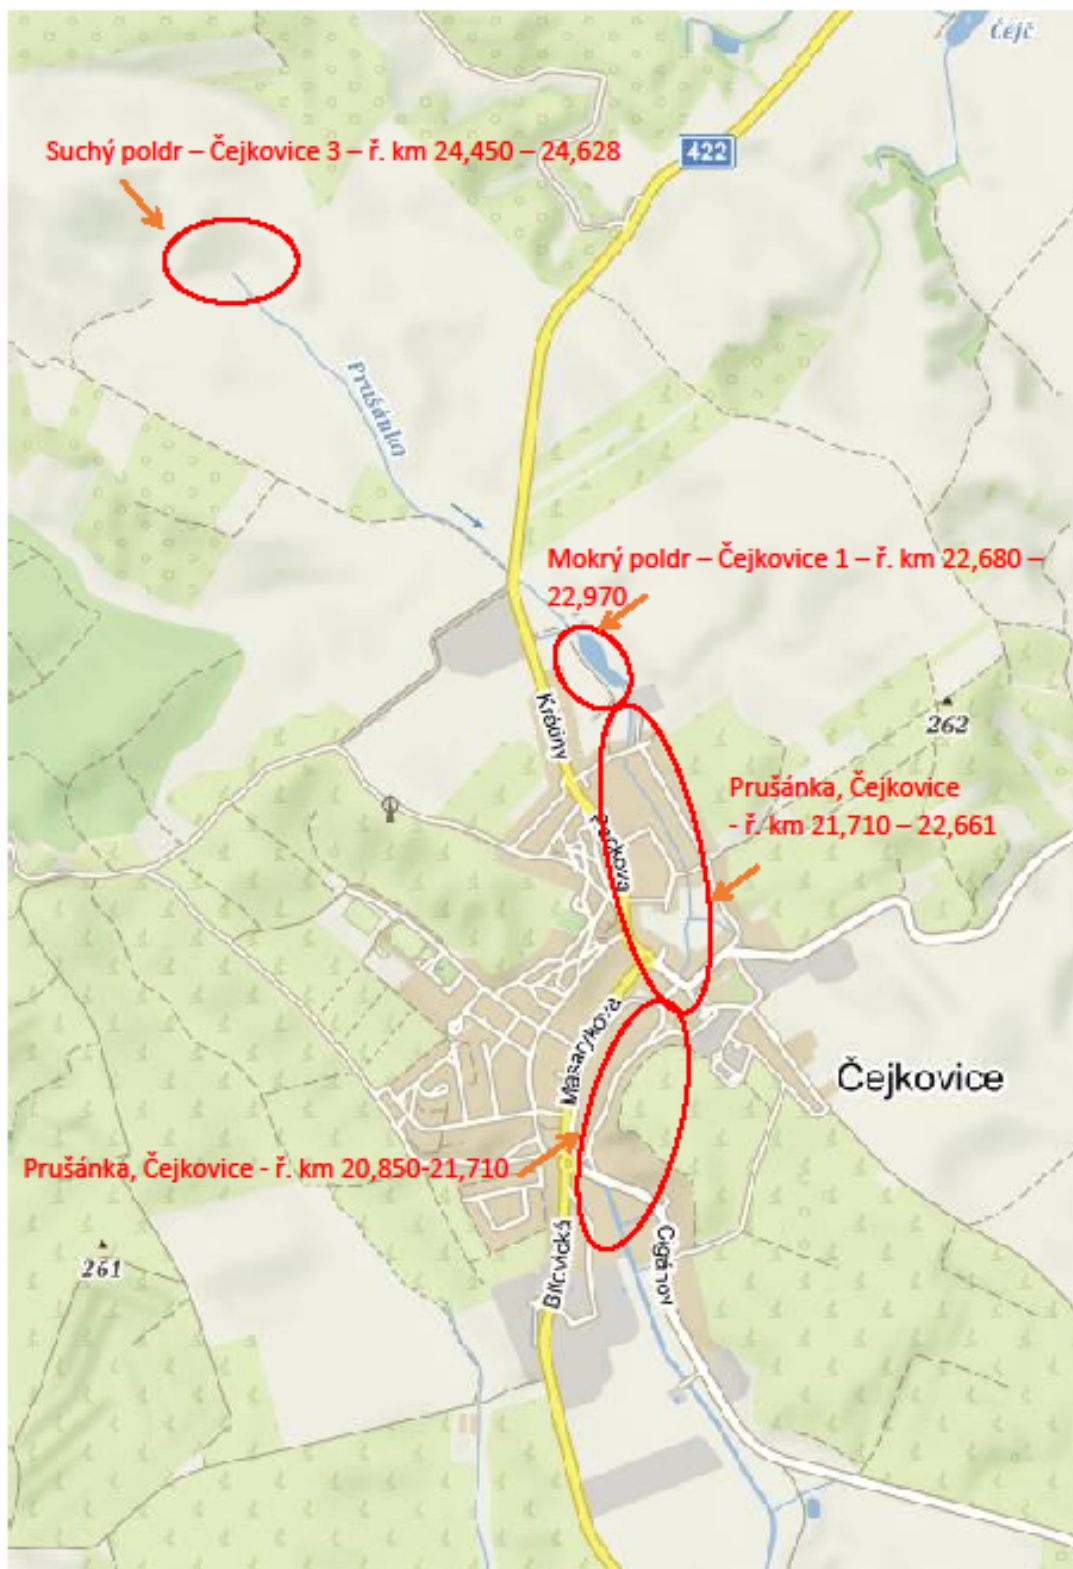 Čejč
Suchý poldr – Čejkovice 3 – ř. km 24,450 – 24,628
422
Prušánka
Mokrý poldr – Čejkovice 1 – ř. km 22,680 –
22,970
Krákiny
262
Prušánka, Čejkovice
- ř. km 21,710 – 22,661
Masarykova
Čejkovice
Prušánka, Čejkovice - ř. km 20,850-21,710
Bílovická
Cigánov
261